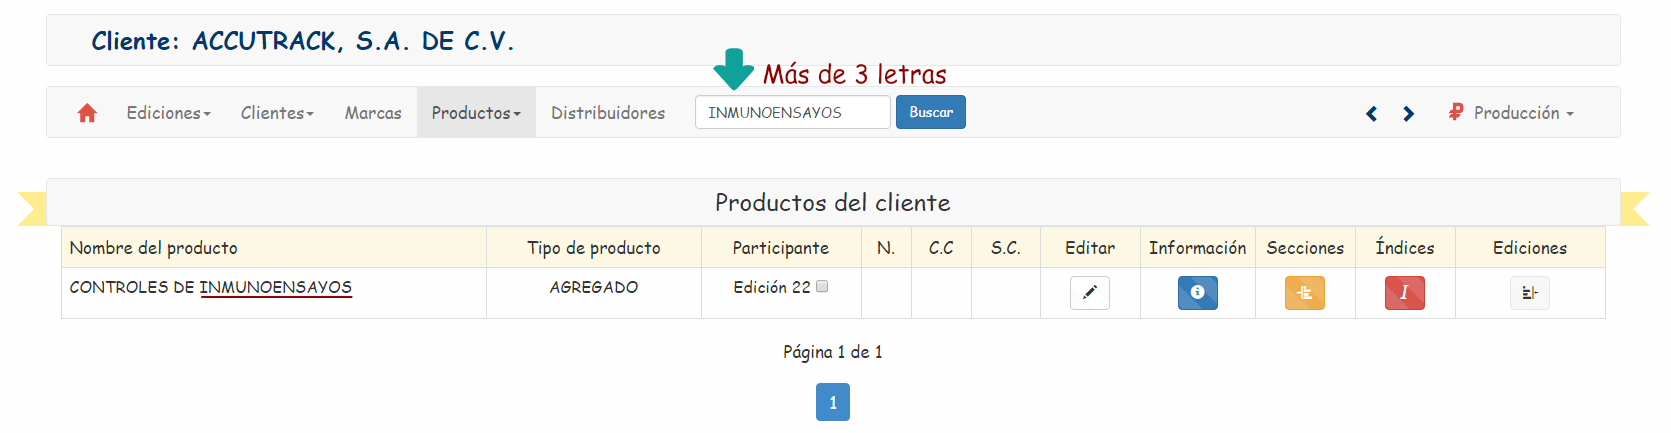 Cliente: ACCUTRACK, S.A. DE C.V.
Más de 3 letras
Ediciones Clientes Marcas Productos Distribuidores INMUNOENSAYOS Buscar Producción
Productos del cliente
Nombre del producto Tipo de producto Participante N. C.C S.C. Editar Información Secciones Índices Ediciones
CONTROLES DE INMUNOENSAYOS AGREGADO Edición 22 I
Página 1 de 1
1